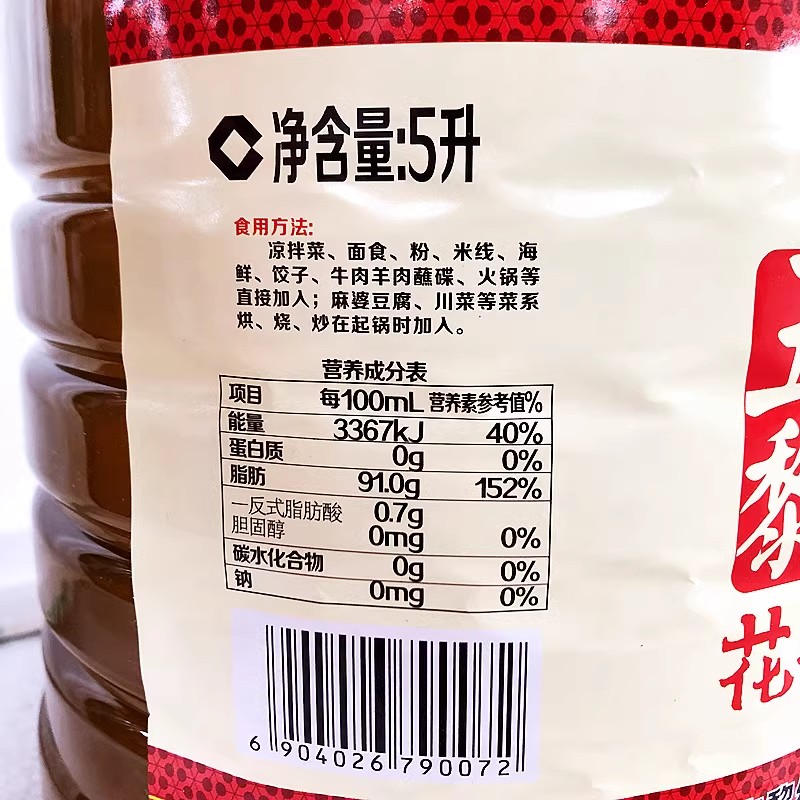 净含量:5升
食用方法:
凉拌菜、面食、粉、米线、海
鲜、饺子、牛肉羊肉蘸碟、火锅等
直接加入；麻婆豆腐、川菜等菜系
烘、烧、炒在起锅时加入。
营养成分表
项目 每100mL 营养素参考值%
能量 3367kJ 40%
蛋白质 0g 0%
脂肪 91.0g 152%
一反式脂肪酸 0.7g
胆固醇 0mg 0%
碳水化合物 0g 0%
钠 0mg 0%
6 904026 790072
黎
花